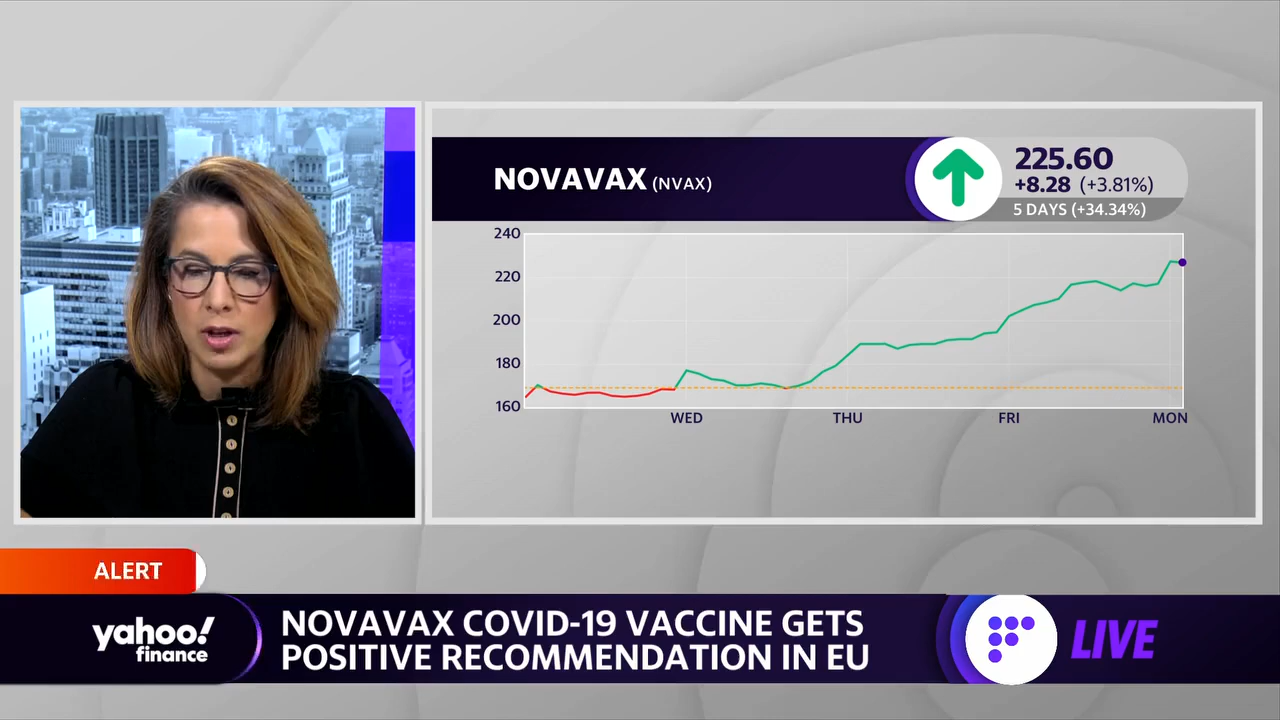 NOVAVAX (NVAX)
225.60
+8.28 (+3.81%)
5 DAYS (+34.34%)
240
220
200
180
160
WED THU FRI MON
ALERT
yahoo!
finance
NOVAVAX COVID-19 VACCINE GETS
POSITIVE RECOMMENDATION IN EU
LIVE